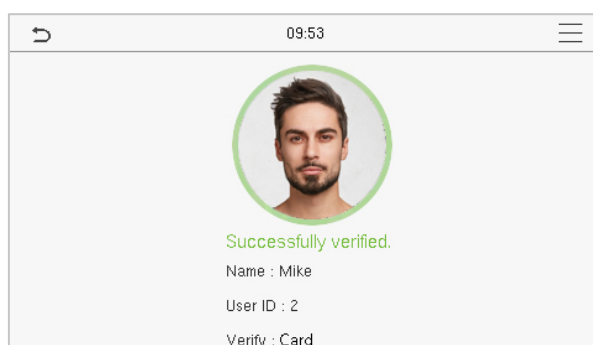 09:53
Successfully verified.
Name : Mike
User ID : 2
Verify : Card